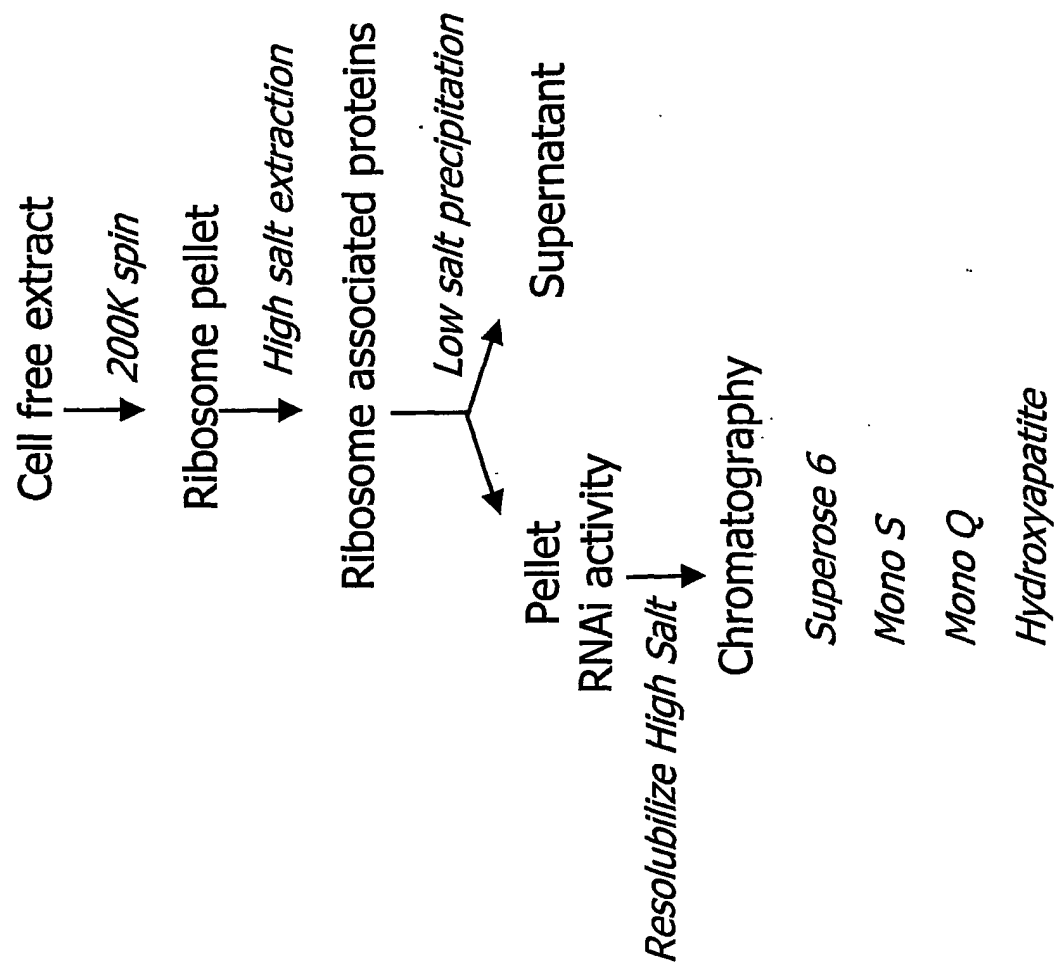 Cell free extract
200K spin
Ribosome pellet
High salt extraction
Ribosome associated proteins
Low salt precipitation
Pellet
RNAi activity
Supernatant
Resolubilize High Salt
Chromatography
Superose 6
Mono S
Mono Q
Hydroxyapatite